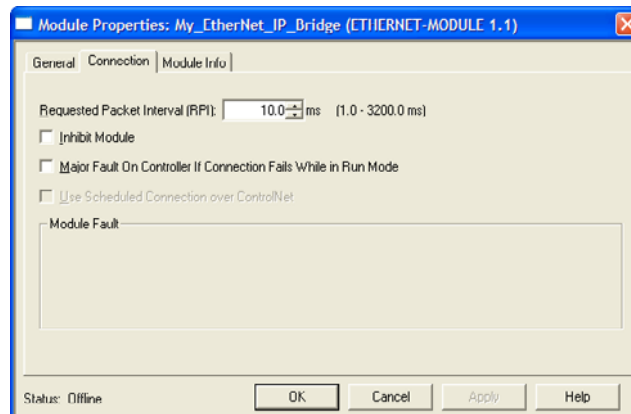 Module Properties: My_EtherNet_IP_Bridge (ETHERNET-MODULE 1.1)
General Connection Module Info
Requested Packet Interval (RPI): 10.0 ms (1.0 - 3200.0 ms)
Inhibit Module
Major Fault On Controller If Connection Fails While in Run Mode
Use Scheduled Connection over ControlNet
Module Fault
Status: Offline OK Cancel Apply Help